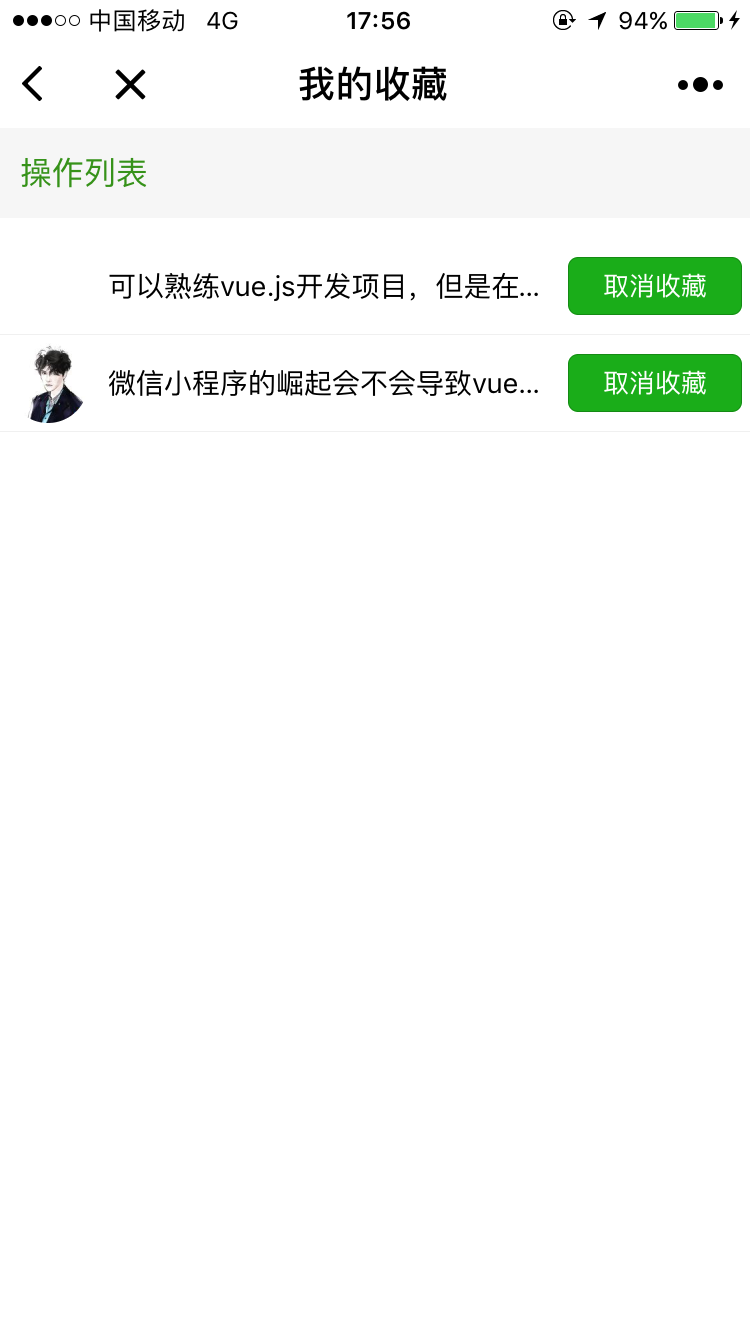 中国移动 4G 17:56 94%
我的收藏
操作列表
可以熟练vue.js开发项目，但是在... 取消收藏
微信小程序的崛起会不会导致vue... 取消收藏